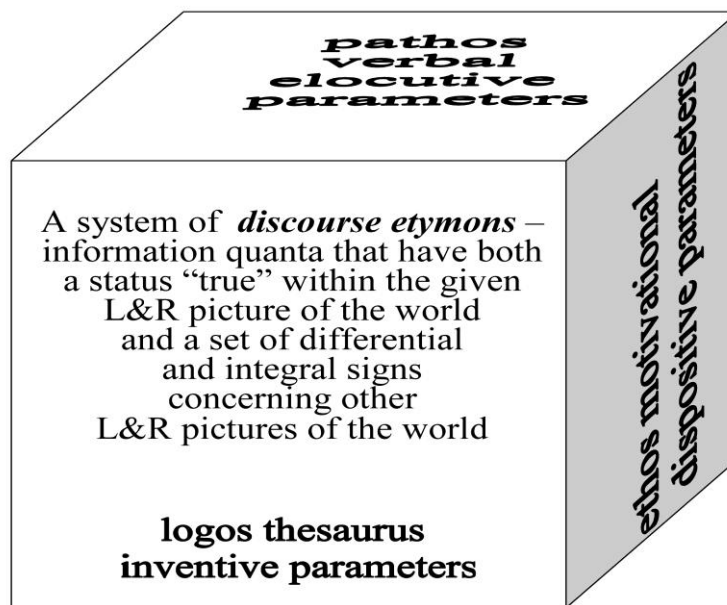 pathos
verbal
elocutive
parameters
A system of discourse etymons –
information quanta that have both
a status “true” within the given
L&R picture of the world
and a set of differential
and integral signs
concerning other
L&R pictures of the world
logos thesaurus
inventive parameters
ethos motivational
dispositive parameters